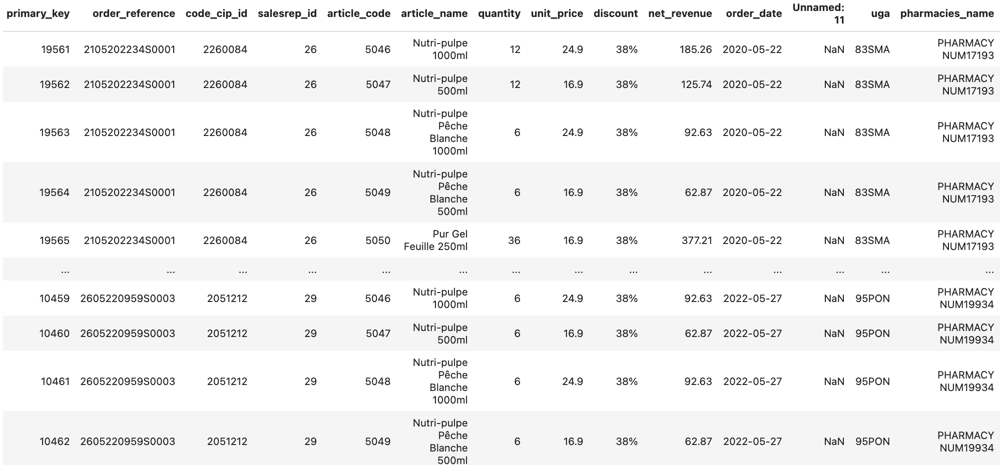 primary_key order_reference code_cip_id salesrep_id article_code article_name quantity unit_price discount net_revenue order_date Unnamed: 11 uga pharmacies_name
19561 2105202234S0001 2260084 26 5046 Nutri-pulpe 1000ml 12 24.9 38% 185.26 2020-05-22 NaN 83SMA PHARMACY NUM17193
19562 2105202234S0001 2260084 26 5047 Nutri-pulpe 500ml 12 16.9 38% 125.74 2020-05-22 NaN 83SMA PHARMACY NUM17193
19563 2105202234S0001 2260084 26 5048 Nutri-pulpe Pêche Blanche 1000ml 6 24.9 38% 92.63 2020-05-22 NaN 83SMA PHARMACY NUM17193
19564 2105202234S0001 2260084 26 5049 Nutri-pulpe Pêche Blanche 500ml 6 16.9 38% 62.87 2020-05-22 NaN 83SMA PHARMACY NUM17193
19565 2105202234S0001 2260084 26 5050 Pur Gel Feuille 250ml 36 16.9 38% 377.21 2020-05-22 NaN 83SMA PHARMACY NUM17193
... ... ... ... ... ... ... ... ... ... ... ... ... ...
10459 2605220959S0003 2051212 29 5046 Nutri-pulpe 1000ml 6 24.9 38% 92.63 2022-05-27 NaN 95PON PHARMACY NUM19934
10460 2605220959S0003 2051212 29 5047 Nutri-pulpe 500ml 6 16.9 38% 62.87 2022-05-27 NaN 95PON PHARMACY NUM19934
10461 2605220959S0003 2051212 29 5048 Nutri-pulpe Pêche Blanche 1000ml 6 24.9 38% 92.63 2022-05-27 NaN 95PON PHARMACY NUM19934
10462 2605220959S0003 2051212 29 5049 Nutri-pulpe Pêche Blanche 500ml 6 16.9 38% 62.87 2022-05-27 NaN 95PON PHARMACY NUM19934